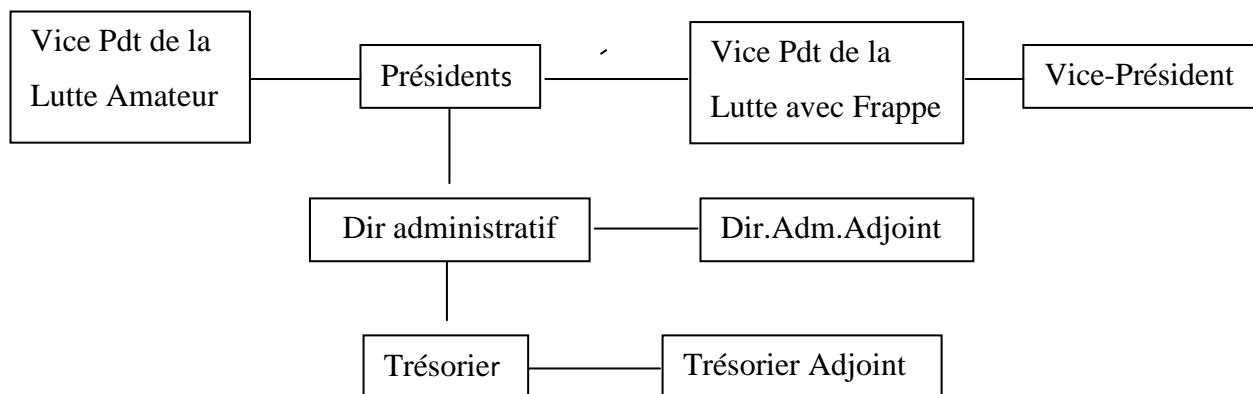 Vice Pdt de la
Lutte Amateur
Présidents
Vice Pdt de la
Lutte avec Frappe
Vice-Président
Dir administratif
Dir.Adm.Adjoint
Trésorier
Trésorier Adjoint